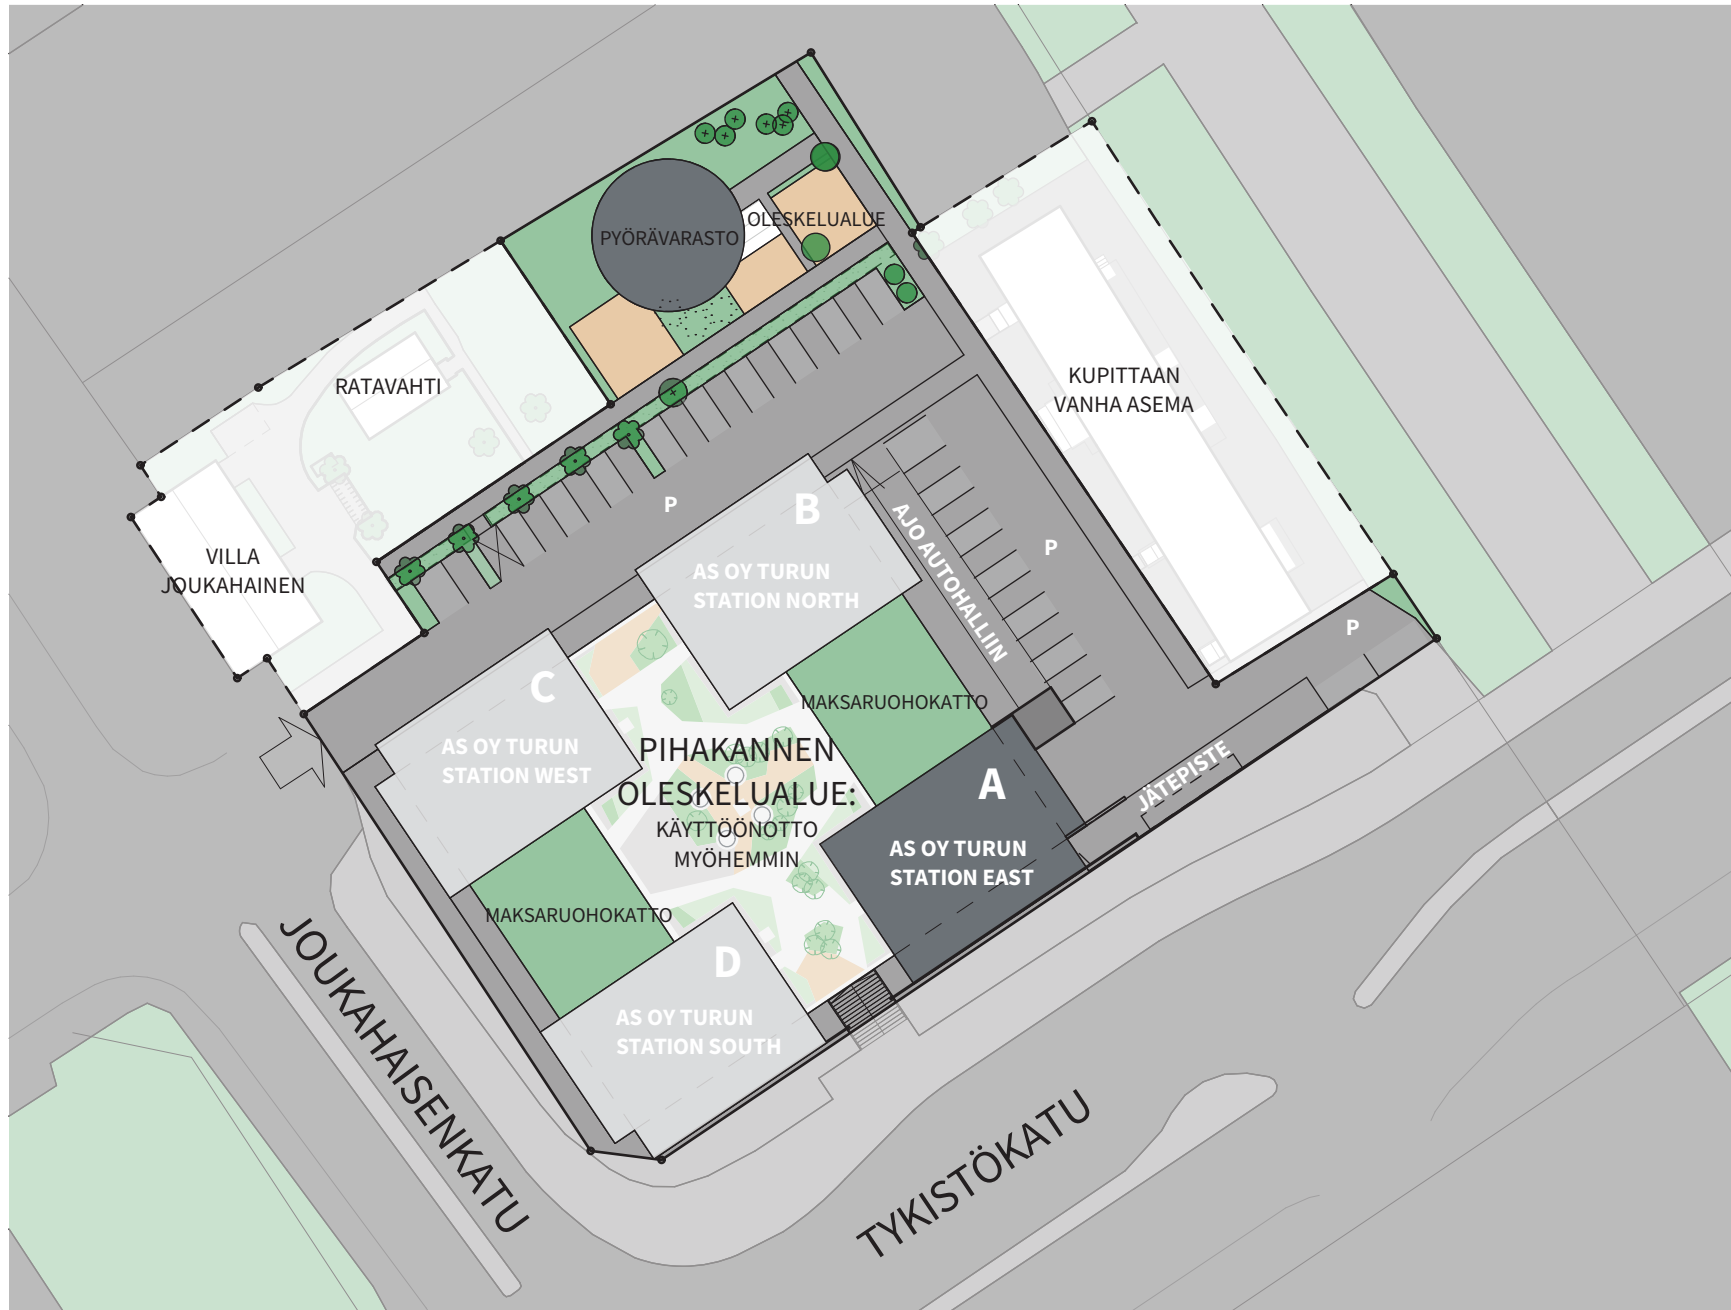 PYÖRÄVARASTO
OLESKELUALUE
RATAVAHTI
KUPITTAAN
VANHA ASEMA
VILLA
JOUKAHAINEN
P
B
AS OY TURUN
STATION NORTH
AJO AUTOHALLIIN
P
P
C
AS OY TURUN
STATION WEST
MAKSARUOHOKATTO
PIHAKANNEN
OLESKELUALUE:
KÄYTTÖÖNOTTO
MYÖHEMMIN
A
AS OY TURUN
STATION EAST
JÄTEPISTE
MAKSARUOHOKATTO
D
AS OY TURUN
STATION SOUTH
JOUKAHAISENKATU
TYKISTÖKATU